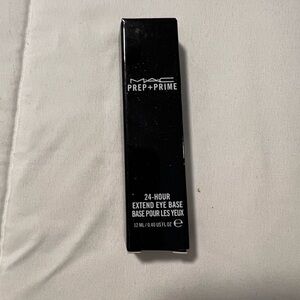 MAC
PREP+PRIME
24-HOUR
EXTEND EYE BASE
BASE POUR LES YEUX
12 ML / 0.40 US FL OZ ℮